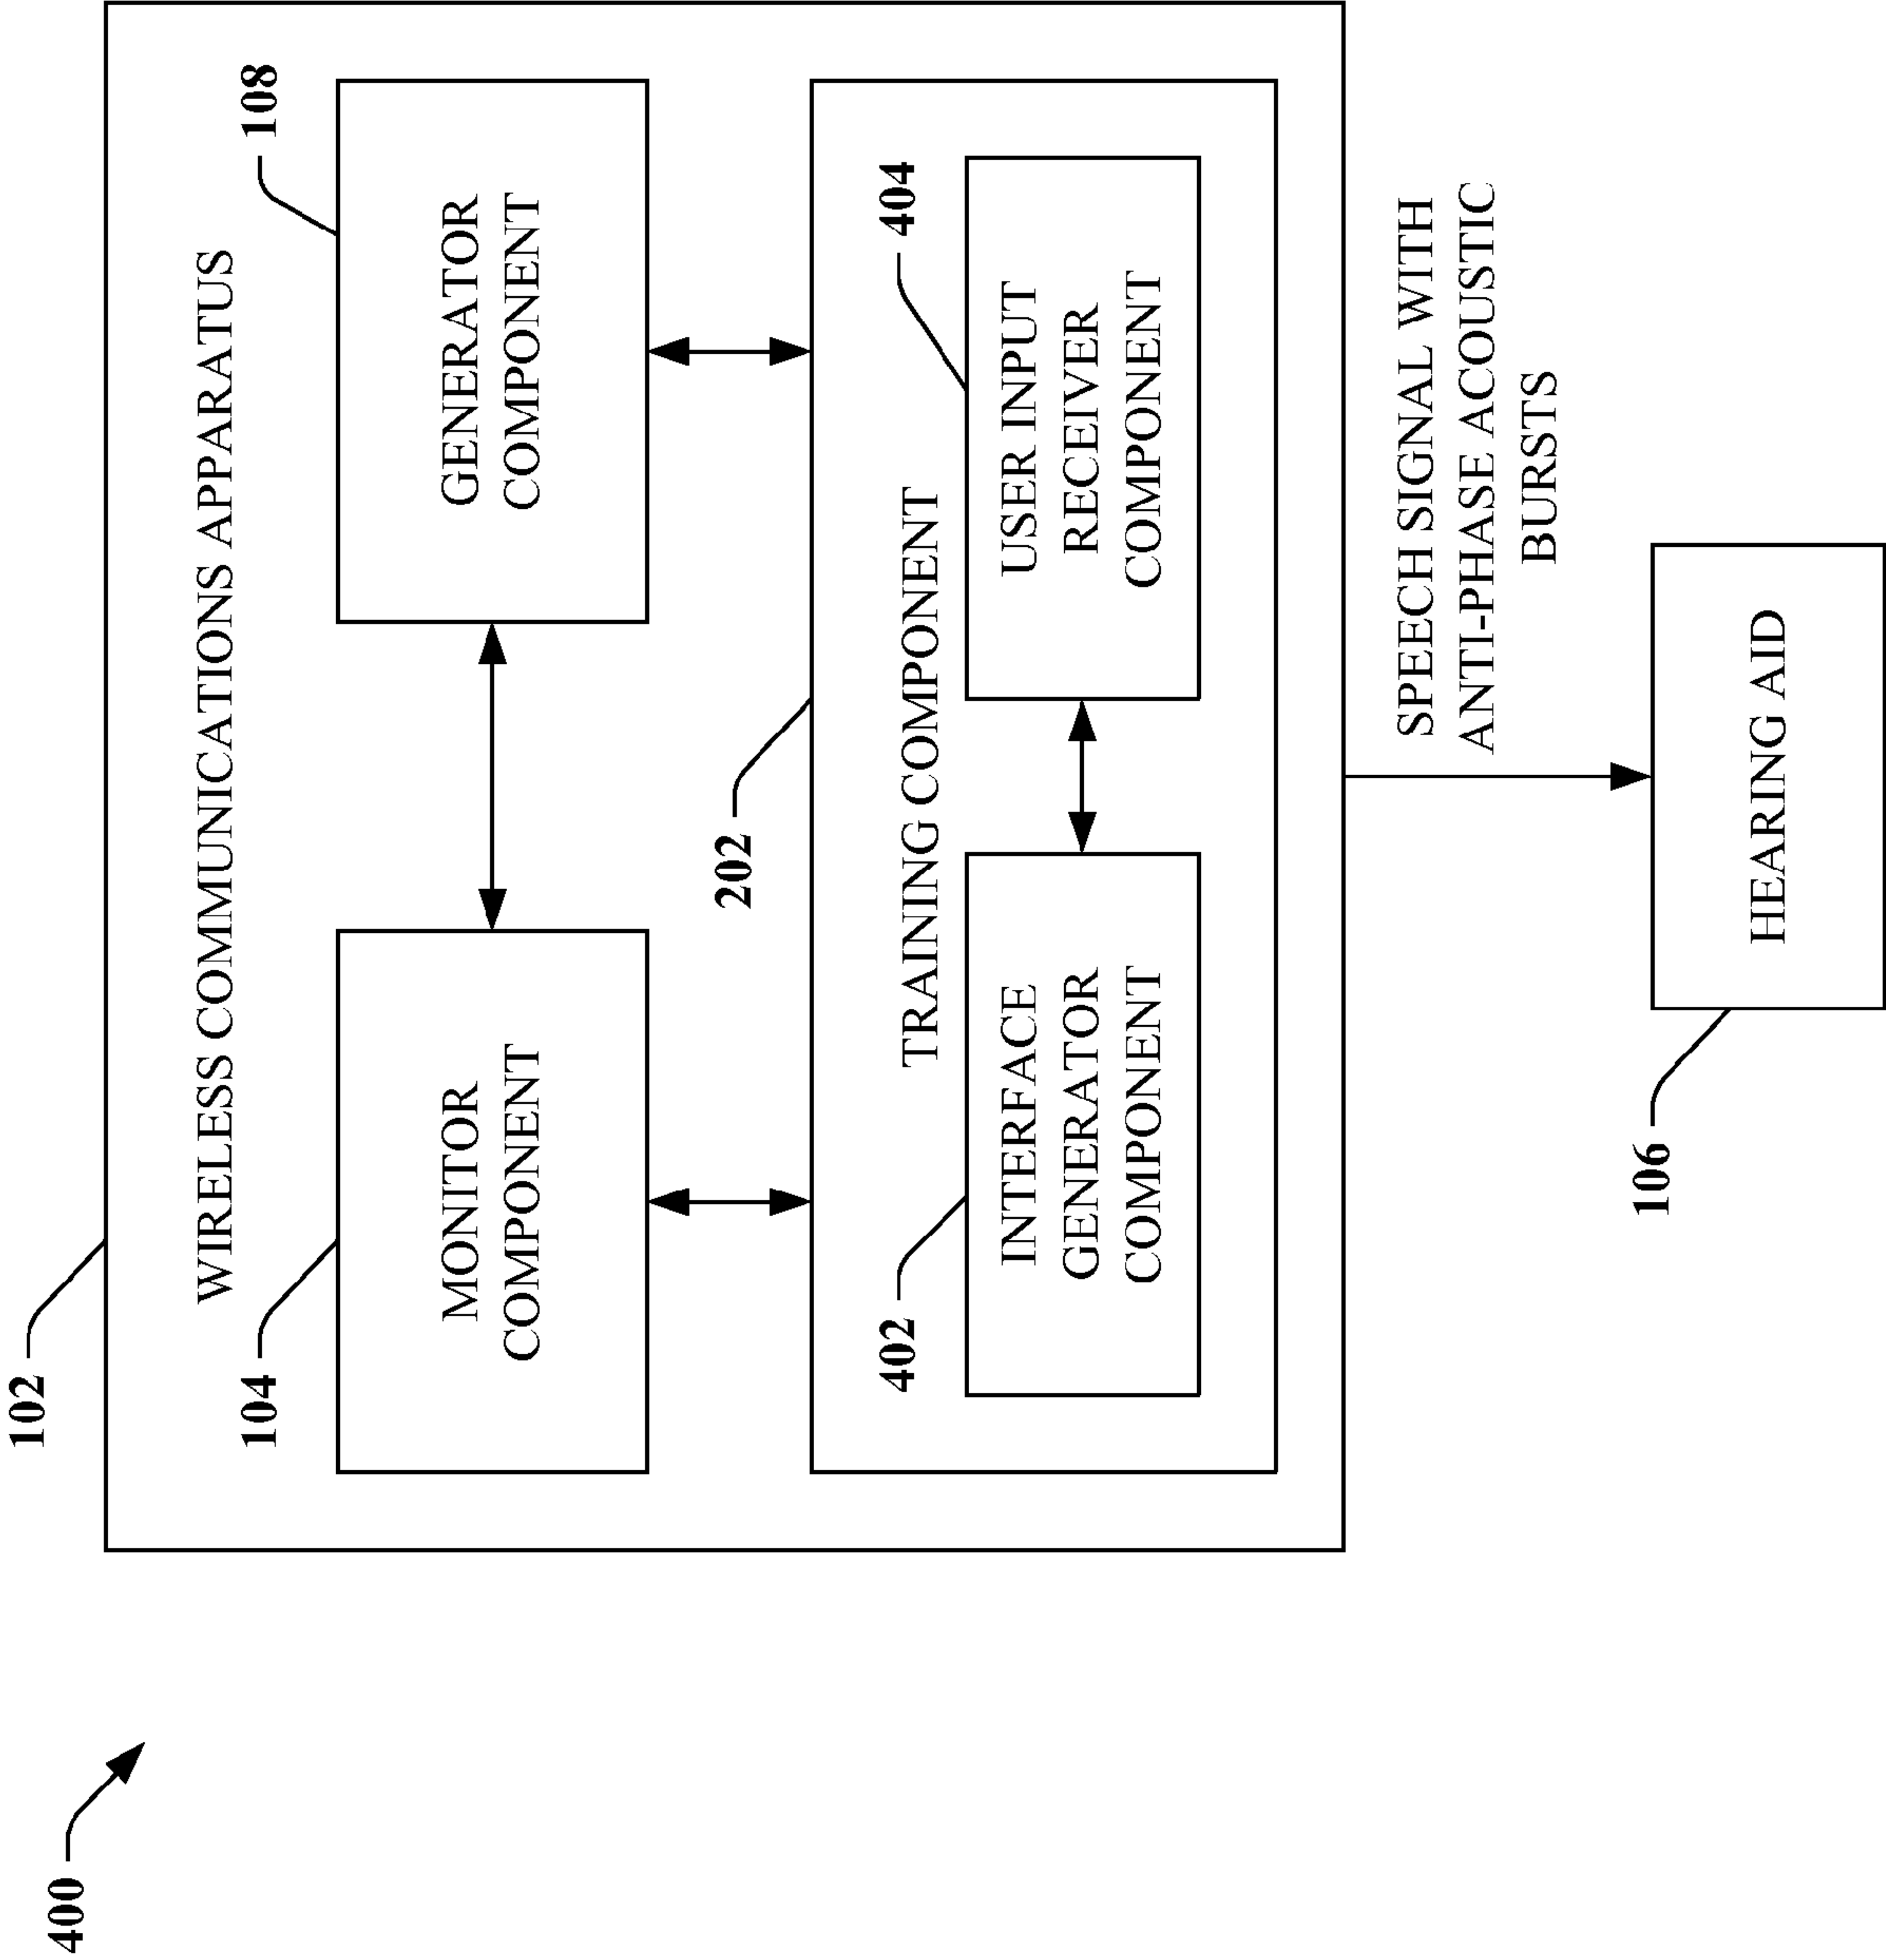 400
102
WIRELESS COMMUNICATIONS APPARATUS
104
108
MONITOR
COMPONENT
GENERATOR
COMPONENT
202
TRAINING COMPONENT
402
404
INTERFACE
GENERATOR
COMPONENT
USER INPUT
RECEIVER
COMPONENT
SPEECH SIGNAL WITH
ANTI-PHASE ACOUSTIC
BURSTS
106
HEARING AID